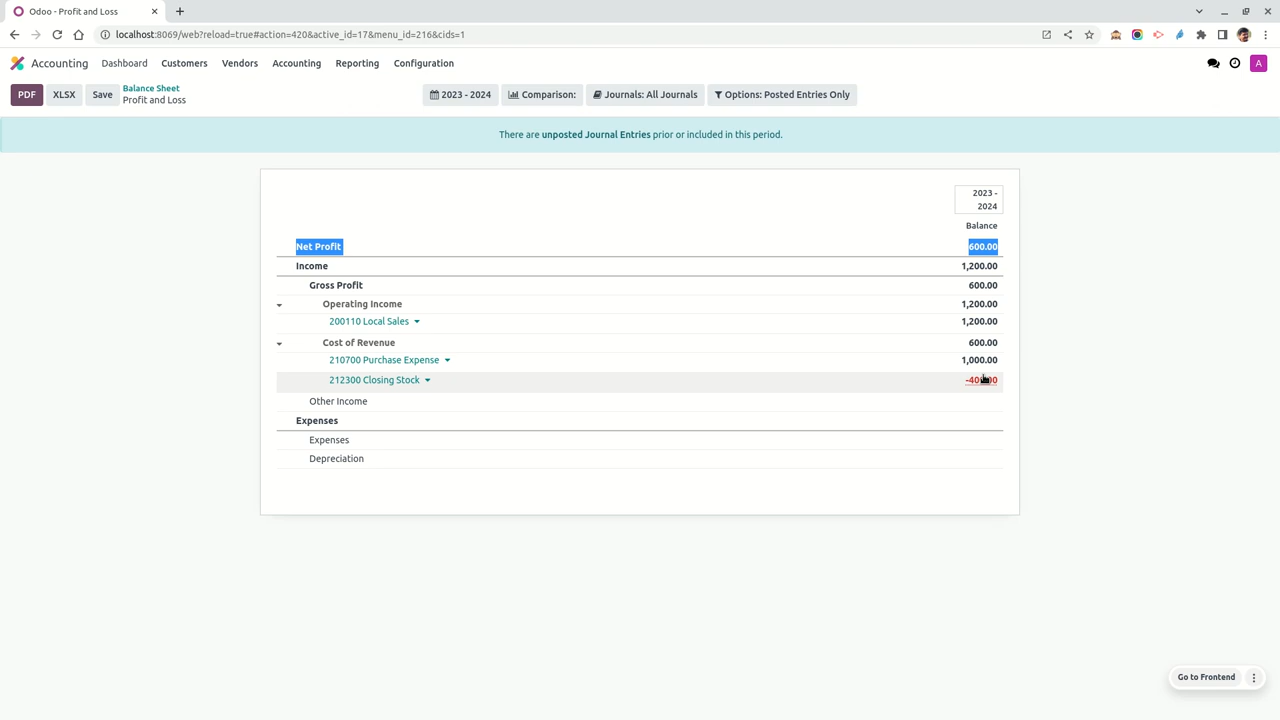 Odoo - Profit and Loss
localhost:8069/web?reload=true#action=420&active_id=17&menu_id=216&cids=1
Accounting Dashboard Customers Vendors Accounting Reporting Configuration A
PDF XLSX Save Balance Sheet
Profit and Loss
2023 - 2024 Comparison: Journals: All Journals Options: Posted Entries Only
There are unposted Journal Entries prior or included in this period.
2023 -
2024
Balance
Net Profit 600.00
Income 1,200.00
Gross Profit 600.00
Operating Income 1,200.00
200110 Local Sales 1,200.00
Cost of Revenue 600.00
210700 Purchase Expense 1,000.00
212300 Closing Stock
Other Income
Expenses
Expenses
Depreciation
Go to Frontend